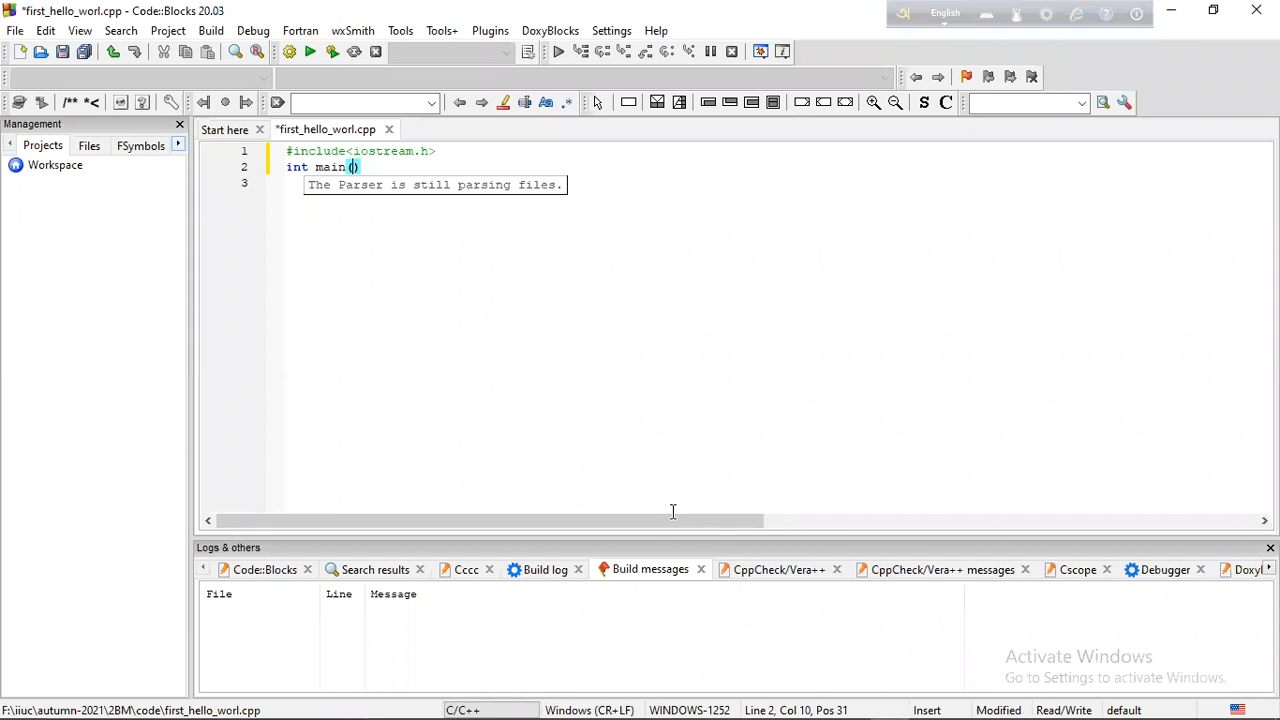 *first_hello_worl.cpp - Code::Blocks 20.03
English
File Edit View Search Project Build Debug Fortran wxSmith Tools Tools+ Plugins DoxyBlocks Settings Help
/** *<
S C
Management
Projects Files FSymbols
Workspace
Start here *first_hello_worl.cpp
1 #include<iostream.h>
2 int main()
3
The Parser is still parsing files.
Logs & others
Code::Blocks Search results Cccc Build log Build messages CppCheck/Vera++ CppCheck/Vera++ messages Cscope Debugger Doxyl
File Line Message
Activate Windows
Go to Settings to activate Windows.
F:\iiuc\autumn-2021\2BM\code\first_hello_worl.cpp C/C++ Windows (CR+LF) WINDOWS-1252 Line 2, Col 10, Pos 31 Insert Modified Read/Write default